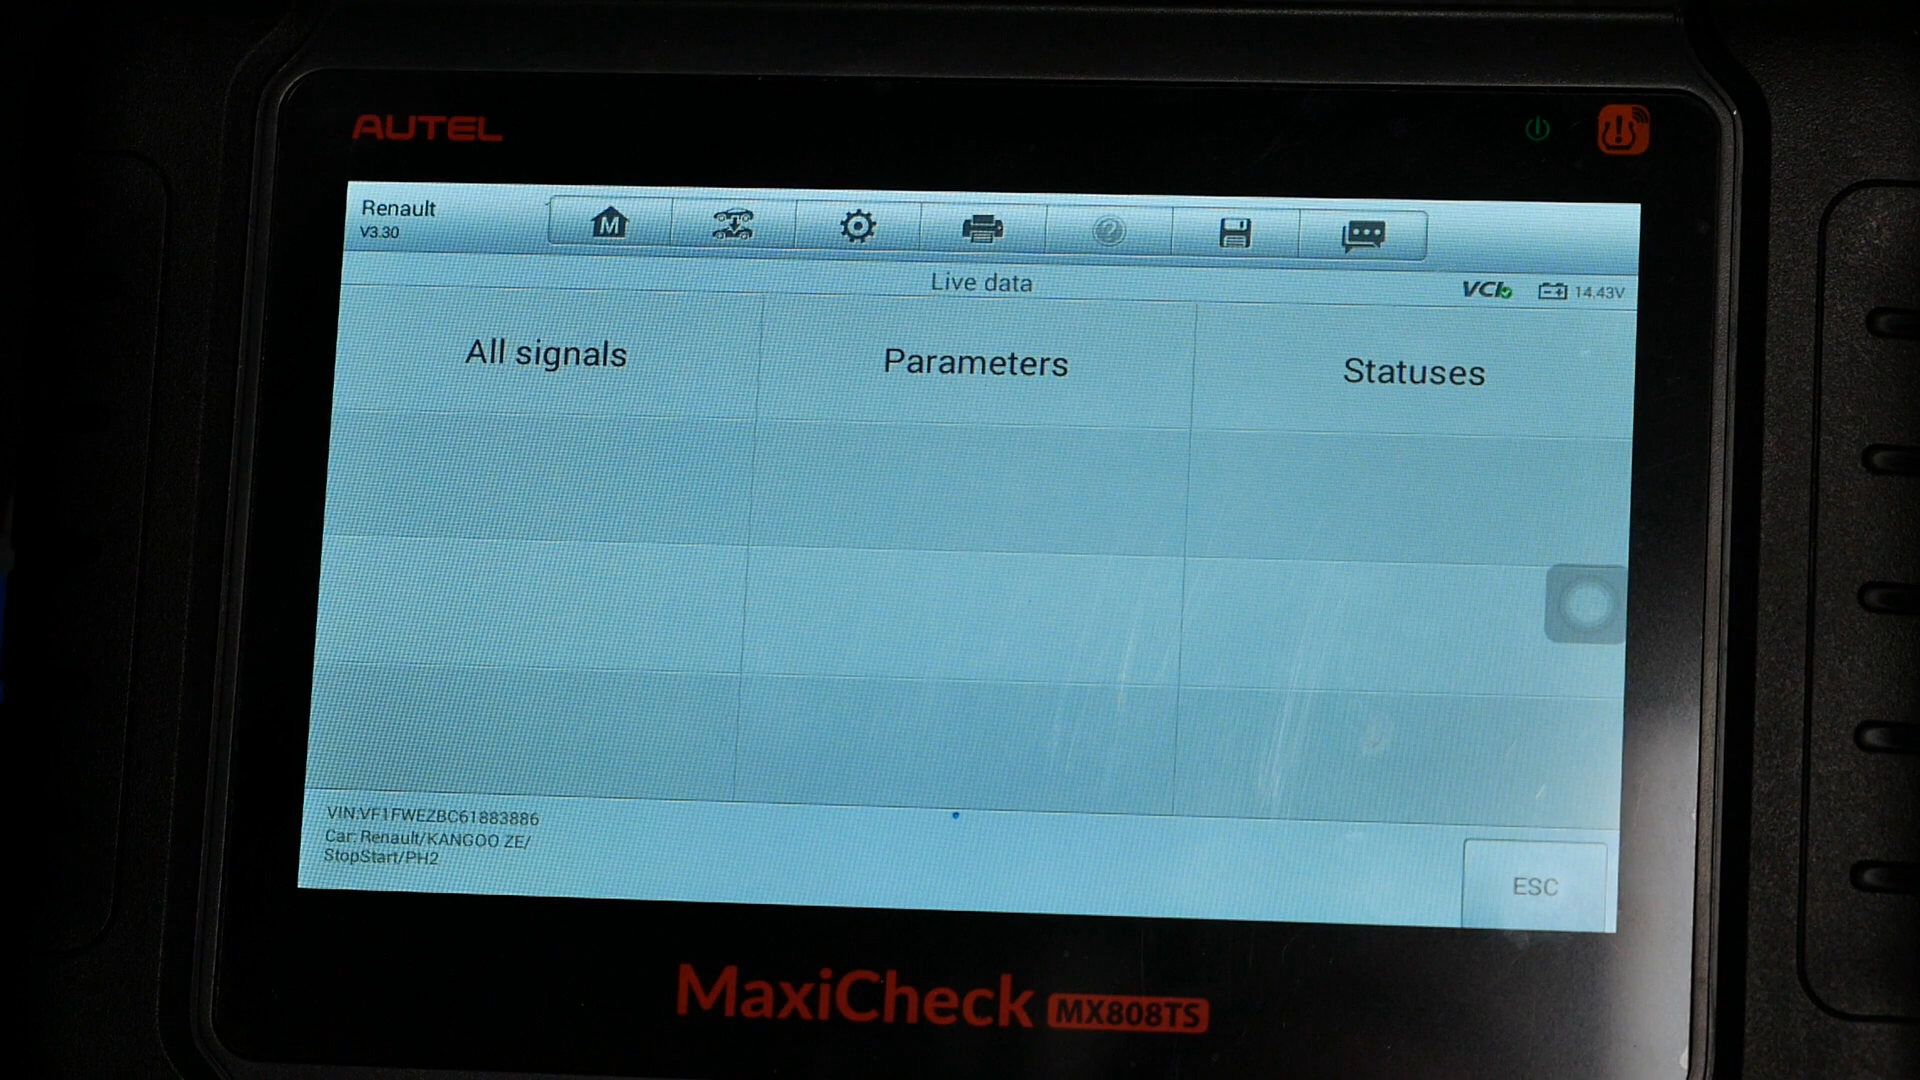 AUTEL
Renault
V3.30
M
?
Live data
VCI
14.43V
All signals
Parameters
Statuses
VIN:VF1FWEZBC61883886
Car: Renault/KANGOO ZE/
StopStart/PH2
ESC
MaxiCheck MX808TS